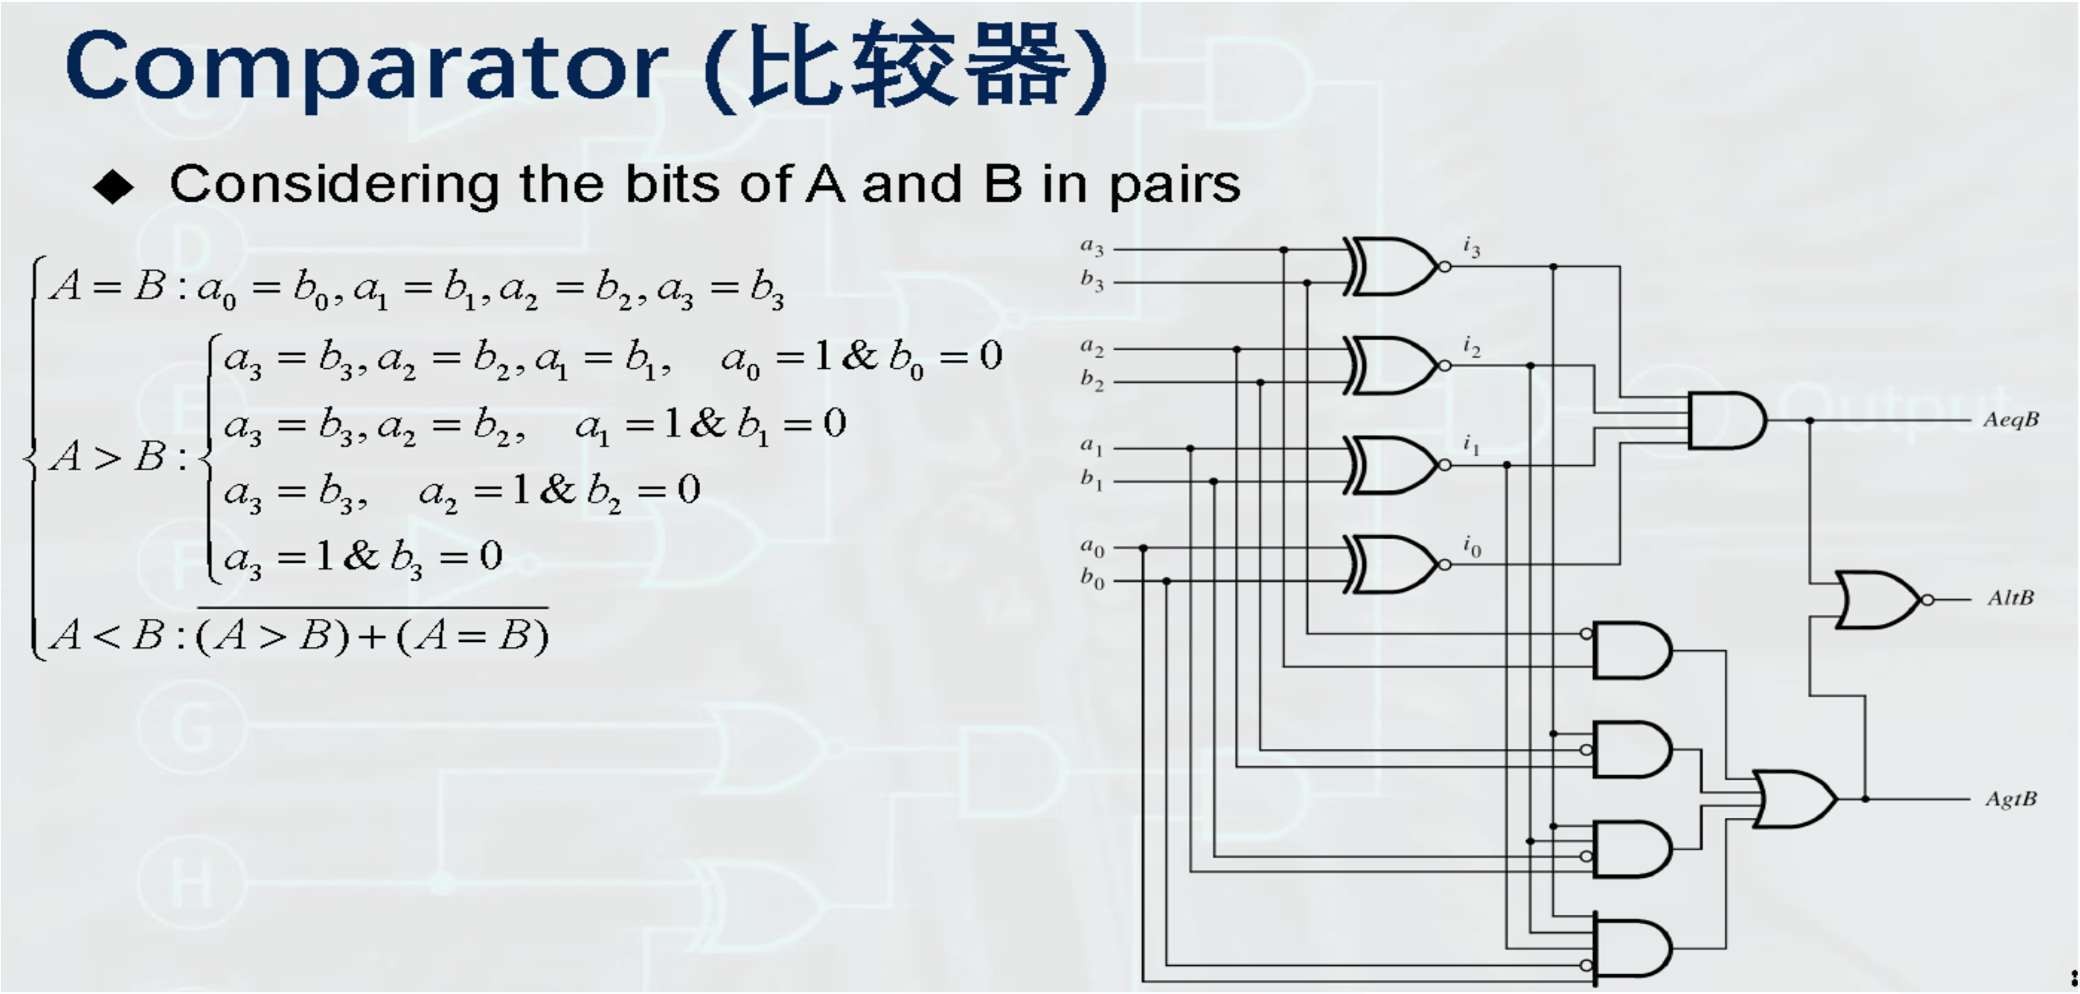 Comparator (比较器)
◆ Considering the bits of A and B in pairs
A = B : a₀ = b₀, a₁ = b₁, a₂ = b₂, a₃ = b₃
A > B :
a₃ = b₃, a₂ = b₂, a₁ = b₁, a₀ = 1 & b₀ = 0
a₃ = b₃, a₂ = b₂, a₁ = 1 & b₁ = 0
a₃ = b₃, a₂ = 1 & b₂ = 0
a₃ = 1 & b₃ = 0
A < B : \overline{(A > B) + (A = B)}
a₃
b₃
i₃
a₂
b₂
i₂
a₁
b₁
i₁
a₀
b₀
i₀
AeqB
AltB
AgtB
C
D
E
F
G
H
Output